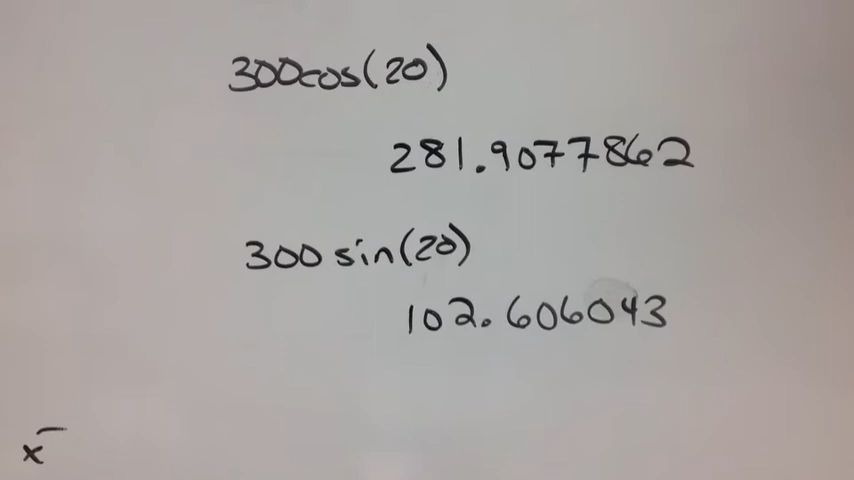 300cos(20)
281.9077862
300 sin(20)
102.606043
x̄